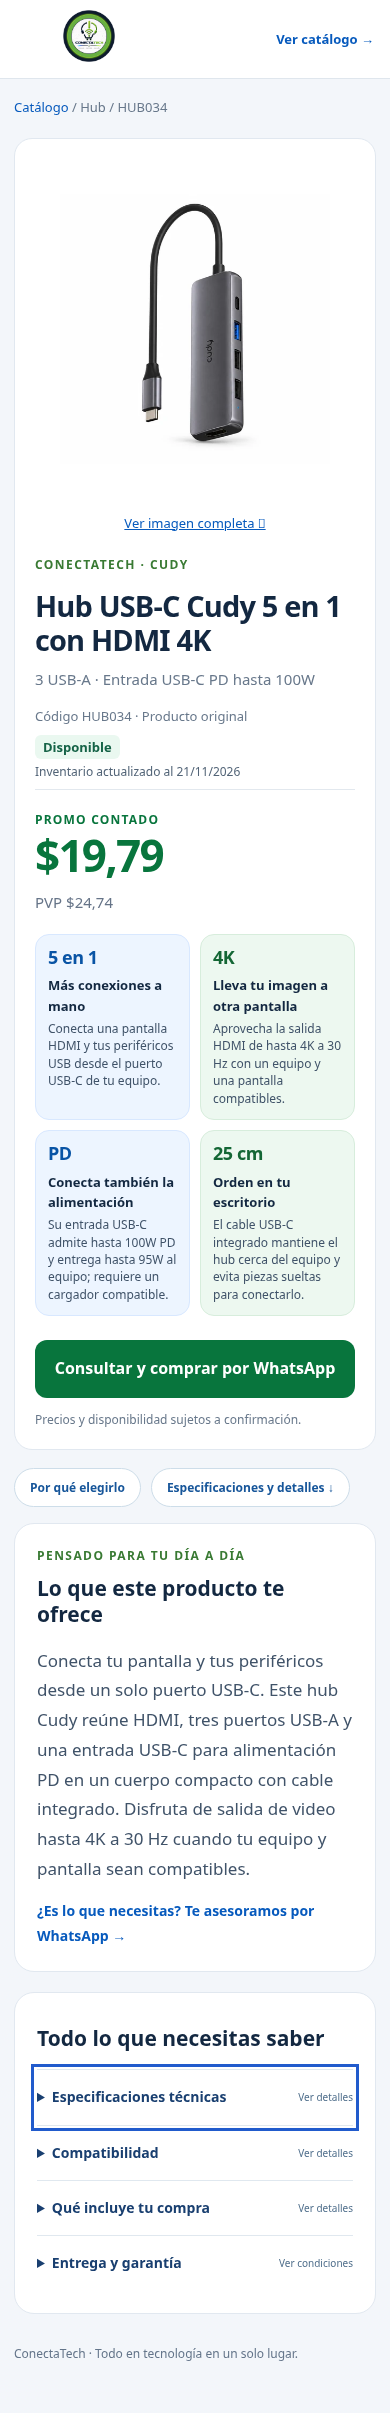 CONECTATECH
Ver catálogo →
Catálogo / Hub / HUB034
cudy
Ver imagen completa
CONECTATECH · CUDY
Hub USB-C Cudy 5 en 1
con HDMI 4K
3 USB-A · Entrada USB-C PD hasta 100W
Código HUB034 · Producto original
Disponible
Inventario actualizado al 21/11/2026
PROMO CONTADO
$19,79
PVP $24,74
5 en 1
Más conexiones a
mano
Conecta una pantalla
HDMI y tus periféricos
USB desde el puerto
USB-C de tu equipo.
4K
Lleva tu imagen a
otra pantalla
Aprovecha la salida
HDMI de hasta 4K a 30
Hz con un equipo y
una pantalla
compatibles.
PD
Conecta también la
alimentación
Su entrada USB-C
admite hasta 100W PD
y entrega hasta 95W al
equipo; requiere un
cargador compatible.
25 cm
Orden en tu
escritorio
El cable USB-C
integrado mantiene el
hub cerca del equipo y
evita piezas sueltas
para conectarlo.
Consultar y comprar por WhatsApp
Precios y disponibilidad sujetos a confirmación.
Por qué elegirlo
Especificaciones y detalles ↓
PENSADO PARA TU DÍA A DÍA
Lo que este producto te
ofrece
Conecta tu pantalla y tus periféricos
desde un solo puerto USB-C. Este hub
Cudy reúne HDMI, tres puertos USB-A y
una entrada USB-C para alimentación
PD en un cuerpo compacto con cable
integrado. Disfruta de salida de video
hasta 4K a 30 Hz cuando tu equipo y
pantalla sean compatibles.
¿Es lo que necesitas? Te asesoramos por
WhatsApp →
Todo lo que necesitas saber
Especificaciones técnicas Ver detalles
Compatibilidad Ver detalles
Qué incluye tu compra Ver detalles
Entrega y garantía Ver condiciones
ConectaTech · Todo en tecnología en un solo lugar.